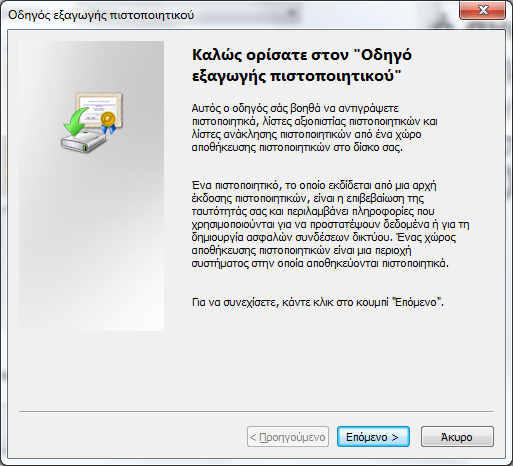 Οδηγός εξαγωγής πιστοποιητικού
Καλώς ορίσατε στον "Οδηγό
εξαγωγής πιστοποιητικού"
Αυτός ο οδηγός σάς βοηθά να αντιγράψετε
πιστοποιητικά, λίστες αξιοπιστίας πιστοποιητικών και
λίστες ανάκλησης πιστοποιητικών από ένα χώρο
αποθήκευσης πιστοποιητικών στο δίσκο σας.
Ένα πιστοποιητικό, το οποίο εκδίδεται από μια αρχή
έκδοσης πιστοποιητικών, είναι η επιβεβαίωση της
ταυτότητάς σας και περιλαμβάνει πληροφορίες που
χρησιμοποιούνται για να προστατέψουν δεδομένα ή για τη
δημιουργία ασφαλών συνδέσεων δικτύου. Ένας χώρος
αποθήκευσης πιστοποιητικών είναι μια περιοχή
συστήματος στην οποία αποθηκεύονται πιστοποιητικά.
Για να συνεχίσετε, κάντε κλικ στο κουμπί "Επόμενο".
< Προηγούμενο Επόμενο > Άκυρο